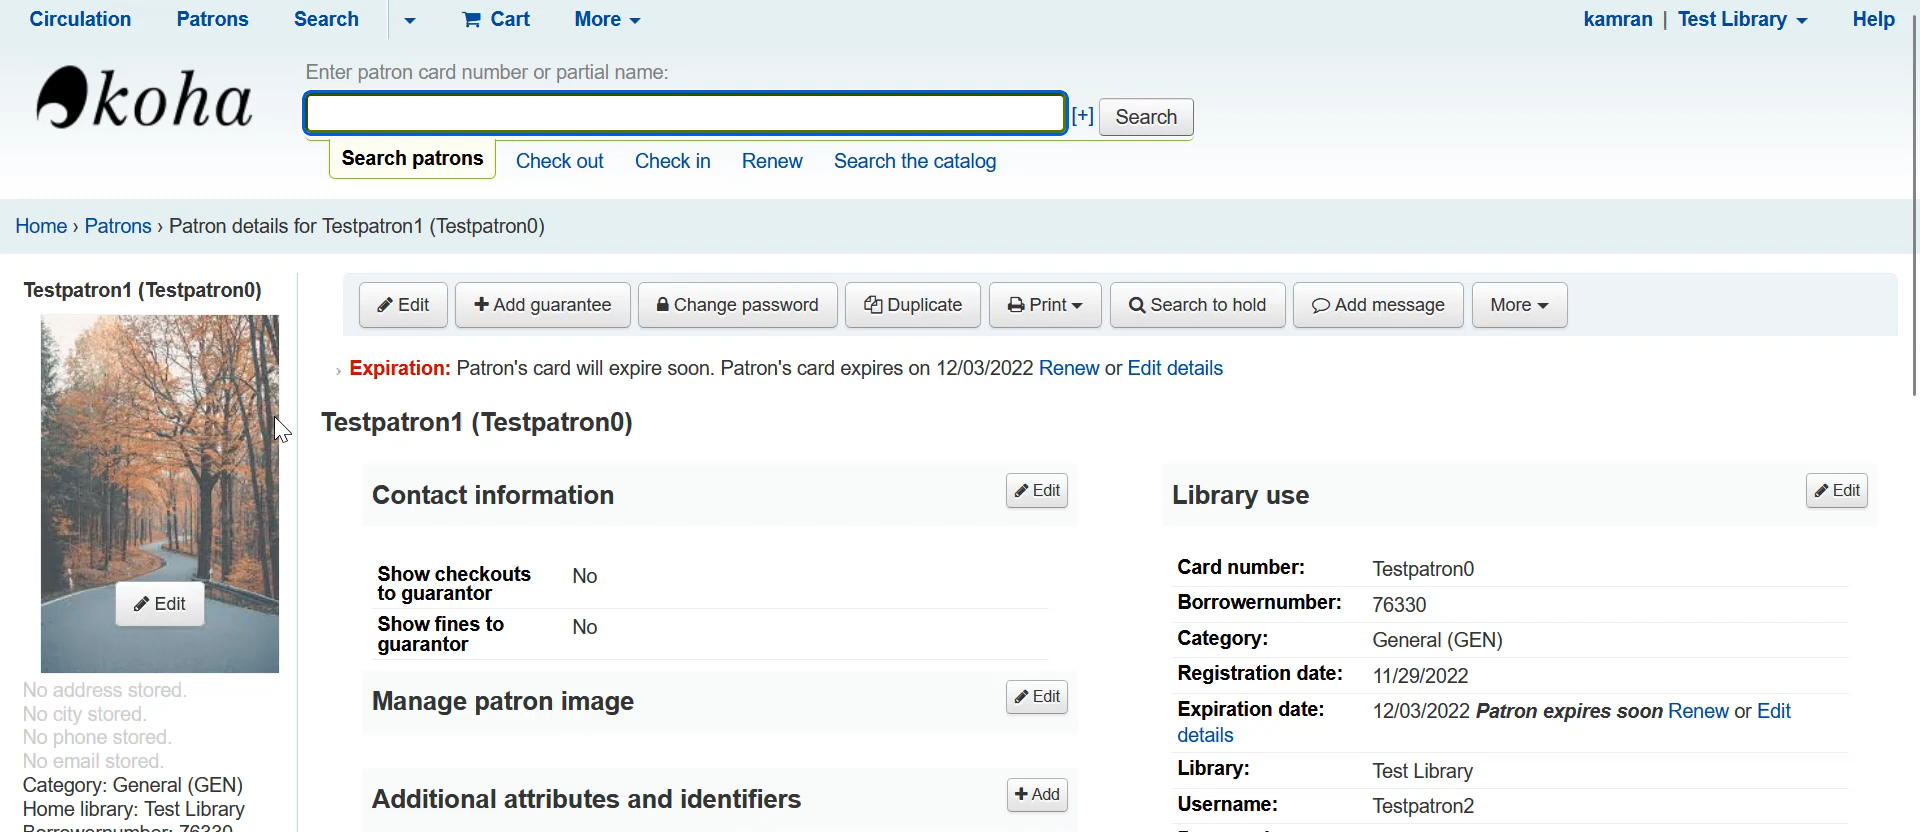 Circulation Patrons Search Cart More kamran | Test Library Help
koha
Enter patron card number or partial name:
[+] Search
Search patrons Check out Check in Renew Search the catalog
Home › Patrons › Patron details for Testpatron1 (Testpatron0)
Testpatron1 (Testpatron0)
Edit
No address stored.
No city stored.
No phone stored.
No email stored.
Category: General (GEN)
Home library: Test Library
Borrowernumber: 76330
Edit + Add guarantee Change password Duplicate Print Search to hold Add message More
› Expiration: Patron's card will expire soon. Patron's card expires on 12/03/2022 Renew or Edit details
Testpatron1 (Testpatron0)
Contact information Edit
Show checkouts No
to guarantor
Show fines to No
guarantor
Manage patron image Edit
Additional attributes and identifiers + Add
Library use Edit
Card number: Testpatron0
Borrowernumber: 76330
Category: General (GEN)
Registration date: 11/29/2022
Expiration date: 12/03/2022 Patron expires soon Renew or Edit
details
Library: Test Library
Username: Testpatron2